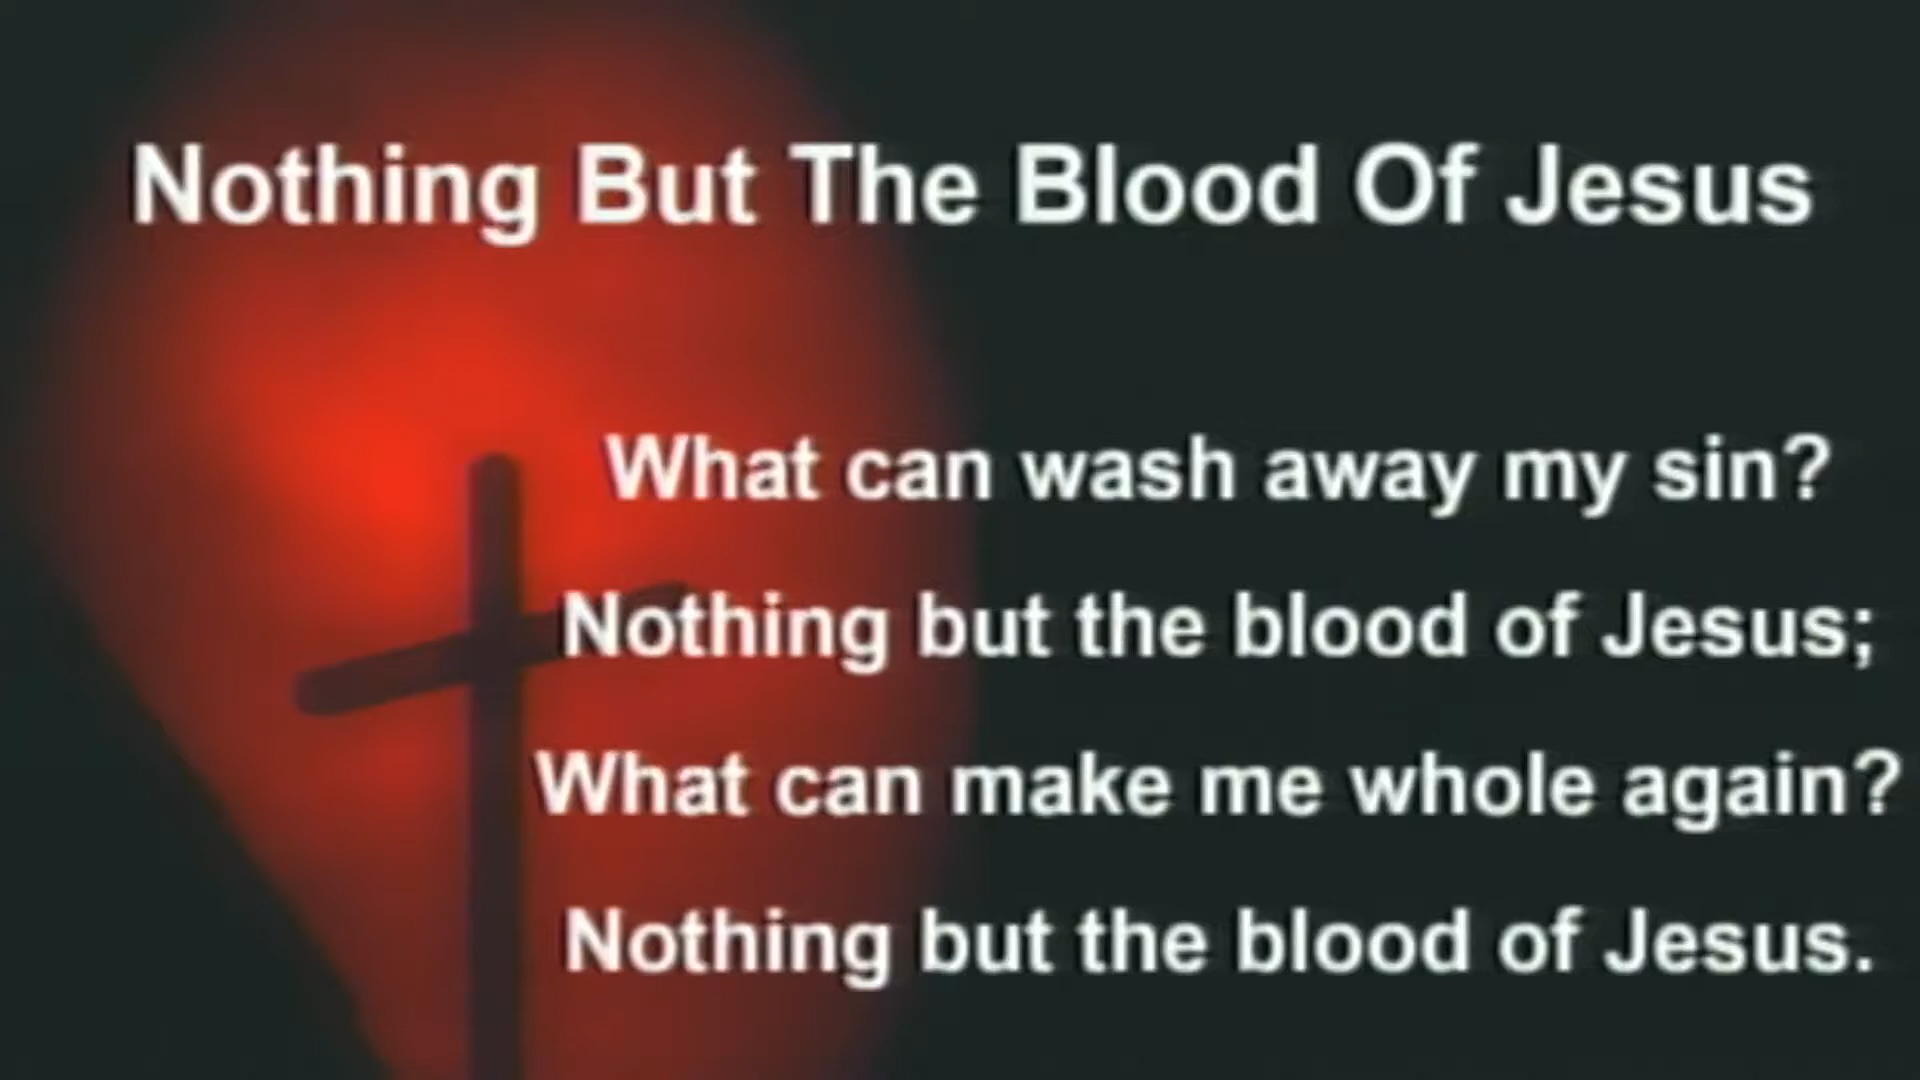 Nothing But The Blood Of Jesus
What can wash away my sin?
Nothing but the blood of Jesus;
What can make me whole again?
Nothing but the blood of Jesus.